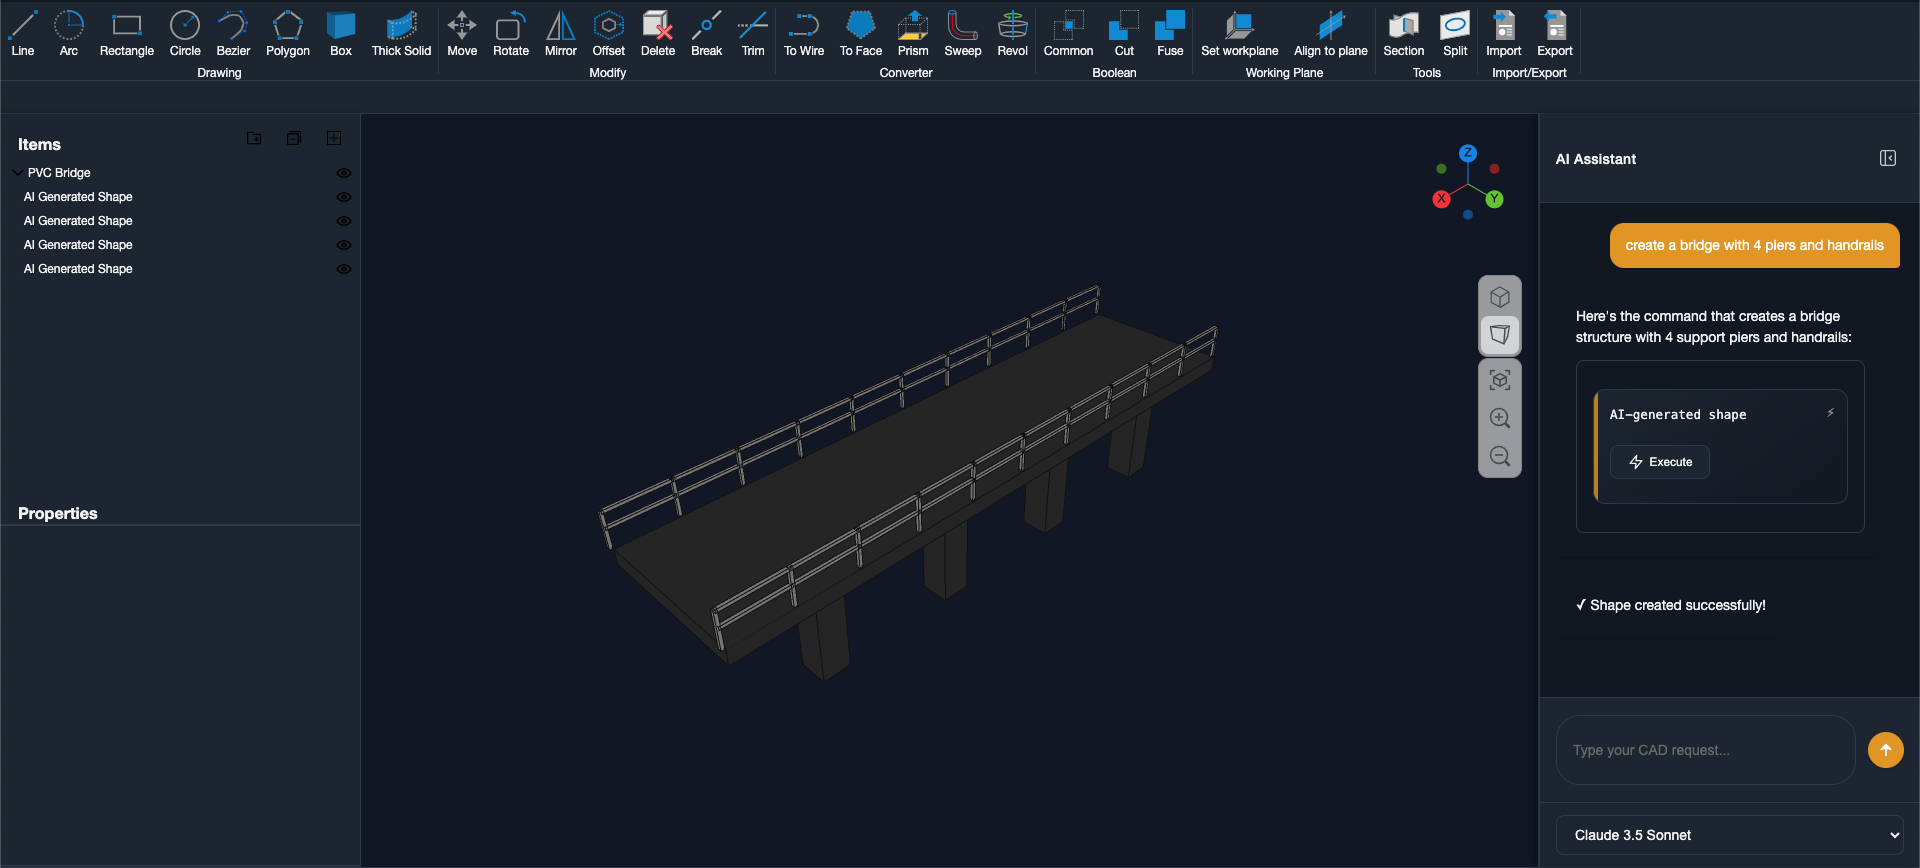 Line Arc Rectangle Circle Bezier Polygon Box Thick Solid Move Rotate Mirror Offset Delete Break Trim To Wire To Face Prism Sweep Revol Common Cut Fuse Set workplane Align to plane Section Split Import Export
Drawing Modify Converter Boolean Working Plane Tools Import/Export
Items
PVC Bridge
AI Generated Shape
AI Generated Shape
AI Generated Shape
AI Generated Shape
Properties
Z
X
Y
AI Assistant
create a bridge with 4 piers and handrails
Here's the command that creates a bridge
structure with 4 support piers and handrails:
AI-generated shape
Execute
✓ Shape created successfully!
Type your CAD request...
Claude 3.5 Sonnet